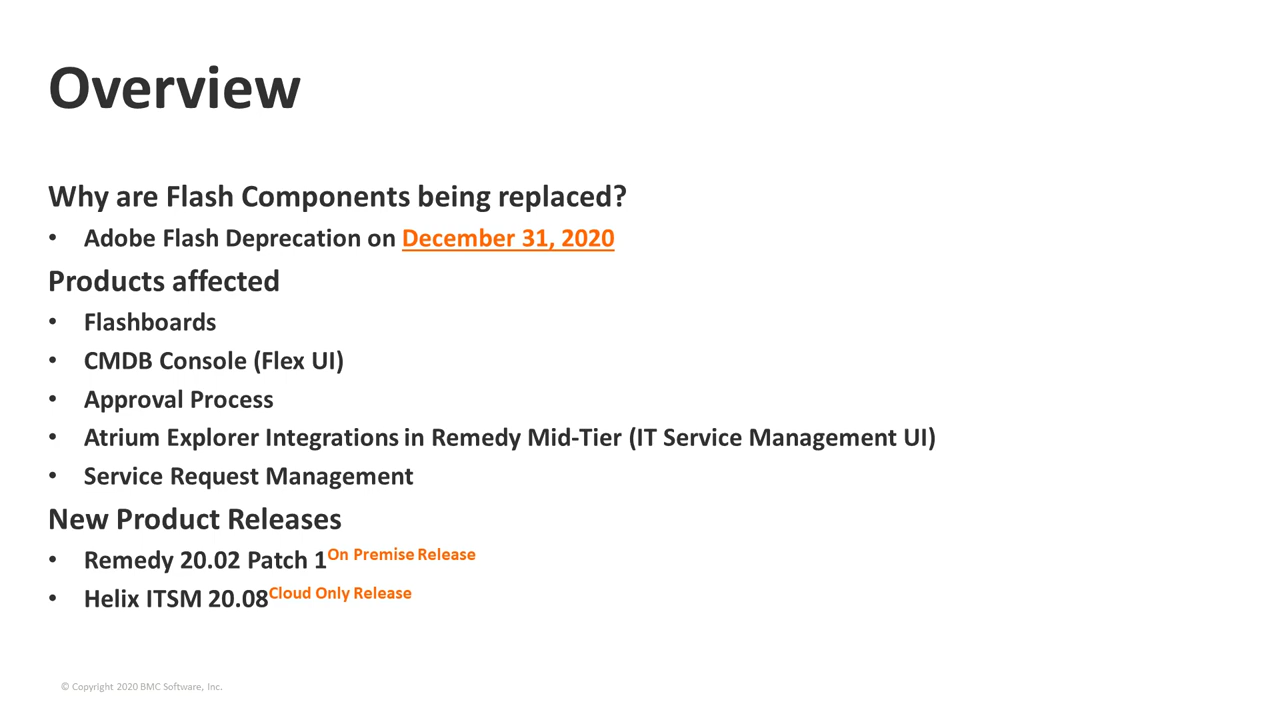 Overview
Why are Flash Components being replaced?
• Adobe Flash Deprecation on December 31, 2020
Products affected
• Flashboards
• CMDB Console (Flex UI)
• Approval Process
• Atrium Explorer Integrations in Remedy Mid-Tier (IT Service Management UI)
• Service Request Management
New Product Releases
• Remedy 20.02 Patch 1 On Premise Release
• Helix ITSM 20.08 Cloud Only Release
© Copyright 2020 BMC Software, Inc.